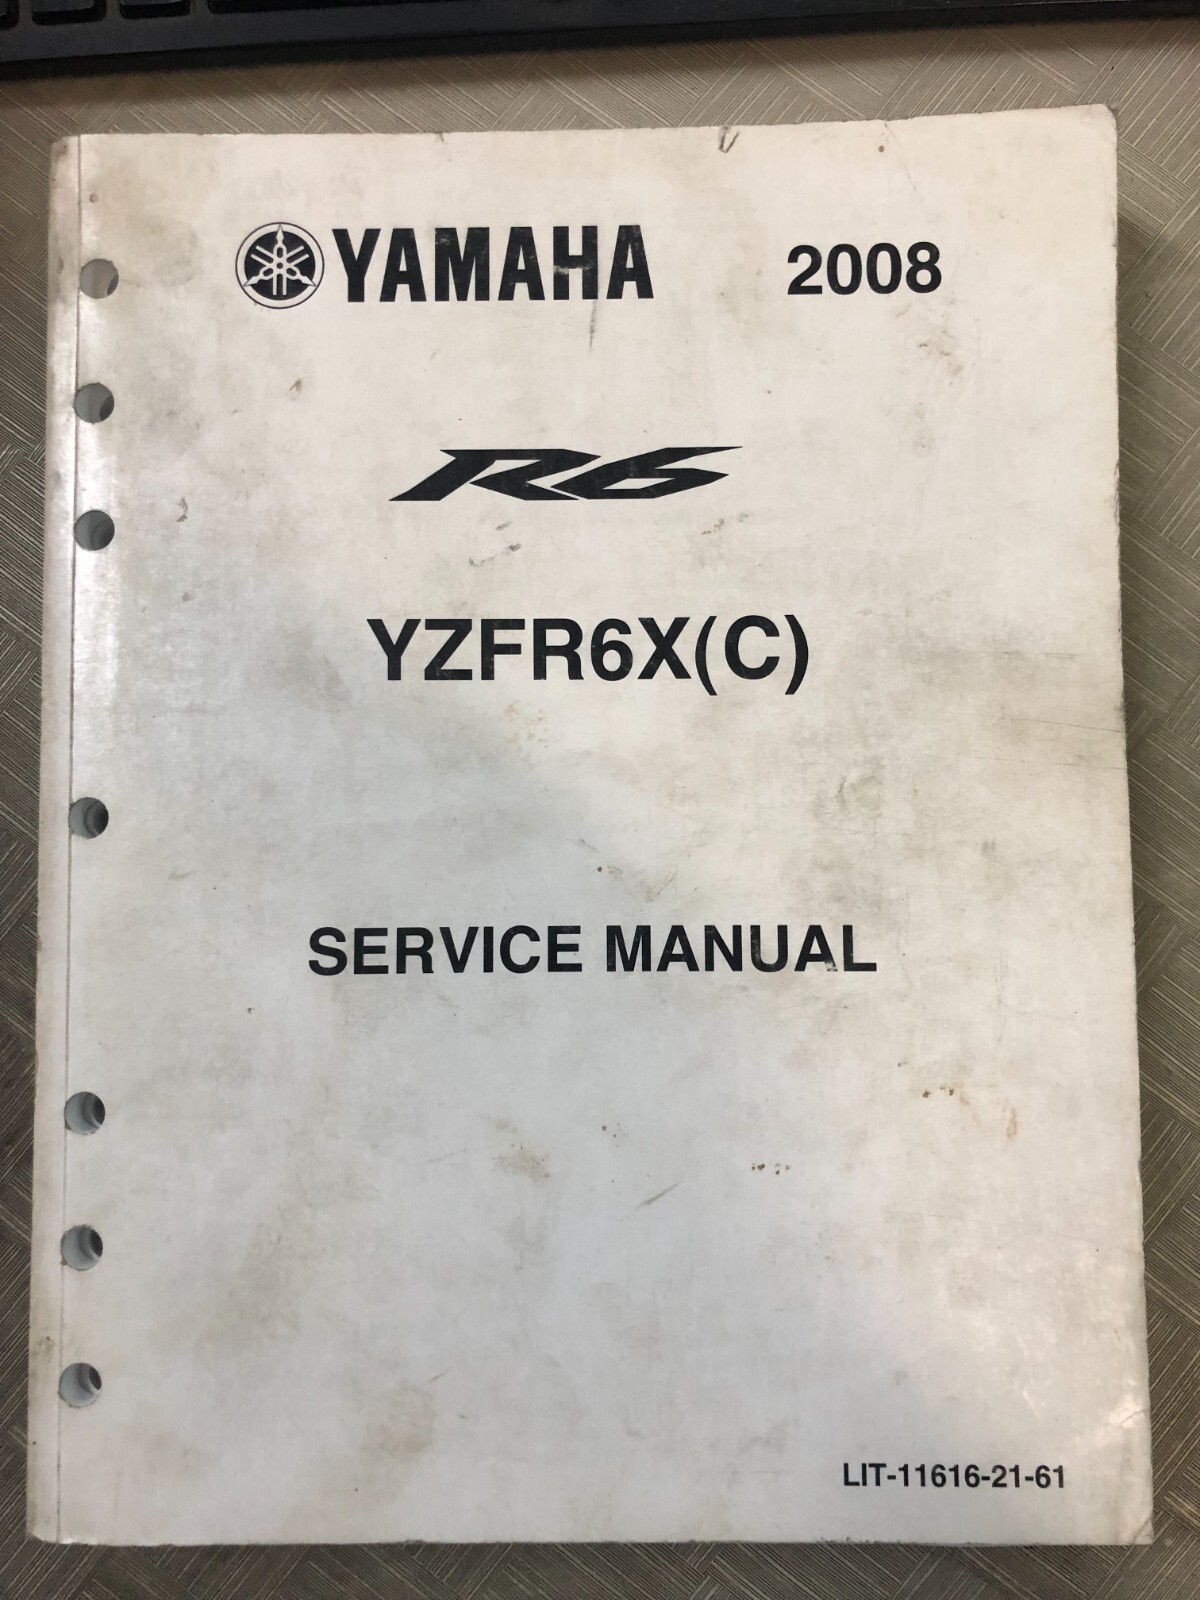 YAMAHA 2008
R6
YZFR6X(C)
SERVICE MANUAL
LIT-11616-21-61